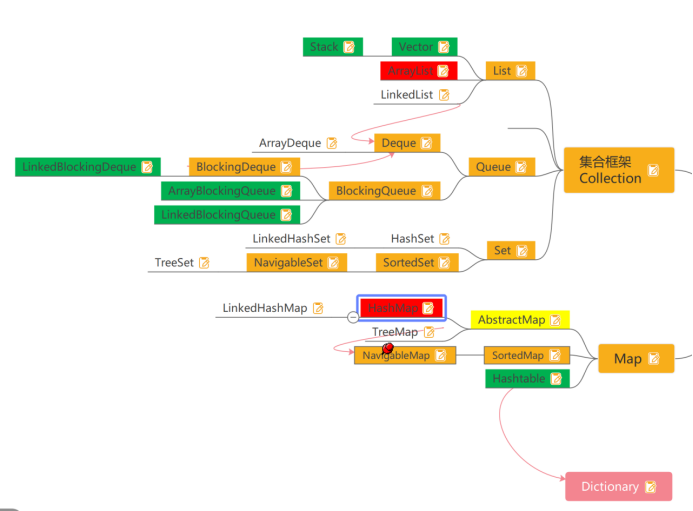 Stack
Vector
ArrayList
List
LinkedList
ArrayDeque
Deque
LinkedBlockingDeque
BlockingDeque
Queue
ArrayBlockingQueue
BlockingQueue
LinkedBlockingQueue
集合框架
Collection
LinkedHashSet
HashSet
Set
TreeSet
NavigableSet
SortedSet
LinkedHashMap
HashMap
AbstractMap
TreeMap
NavigableMap
SortedMap
Map
Hashtable
Dictionary